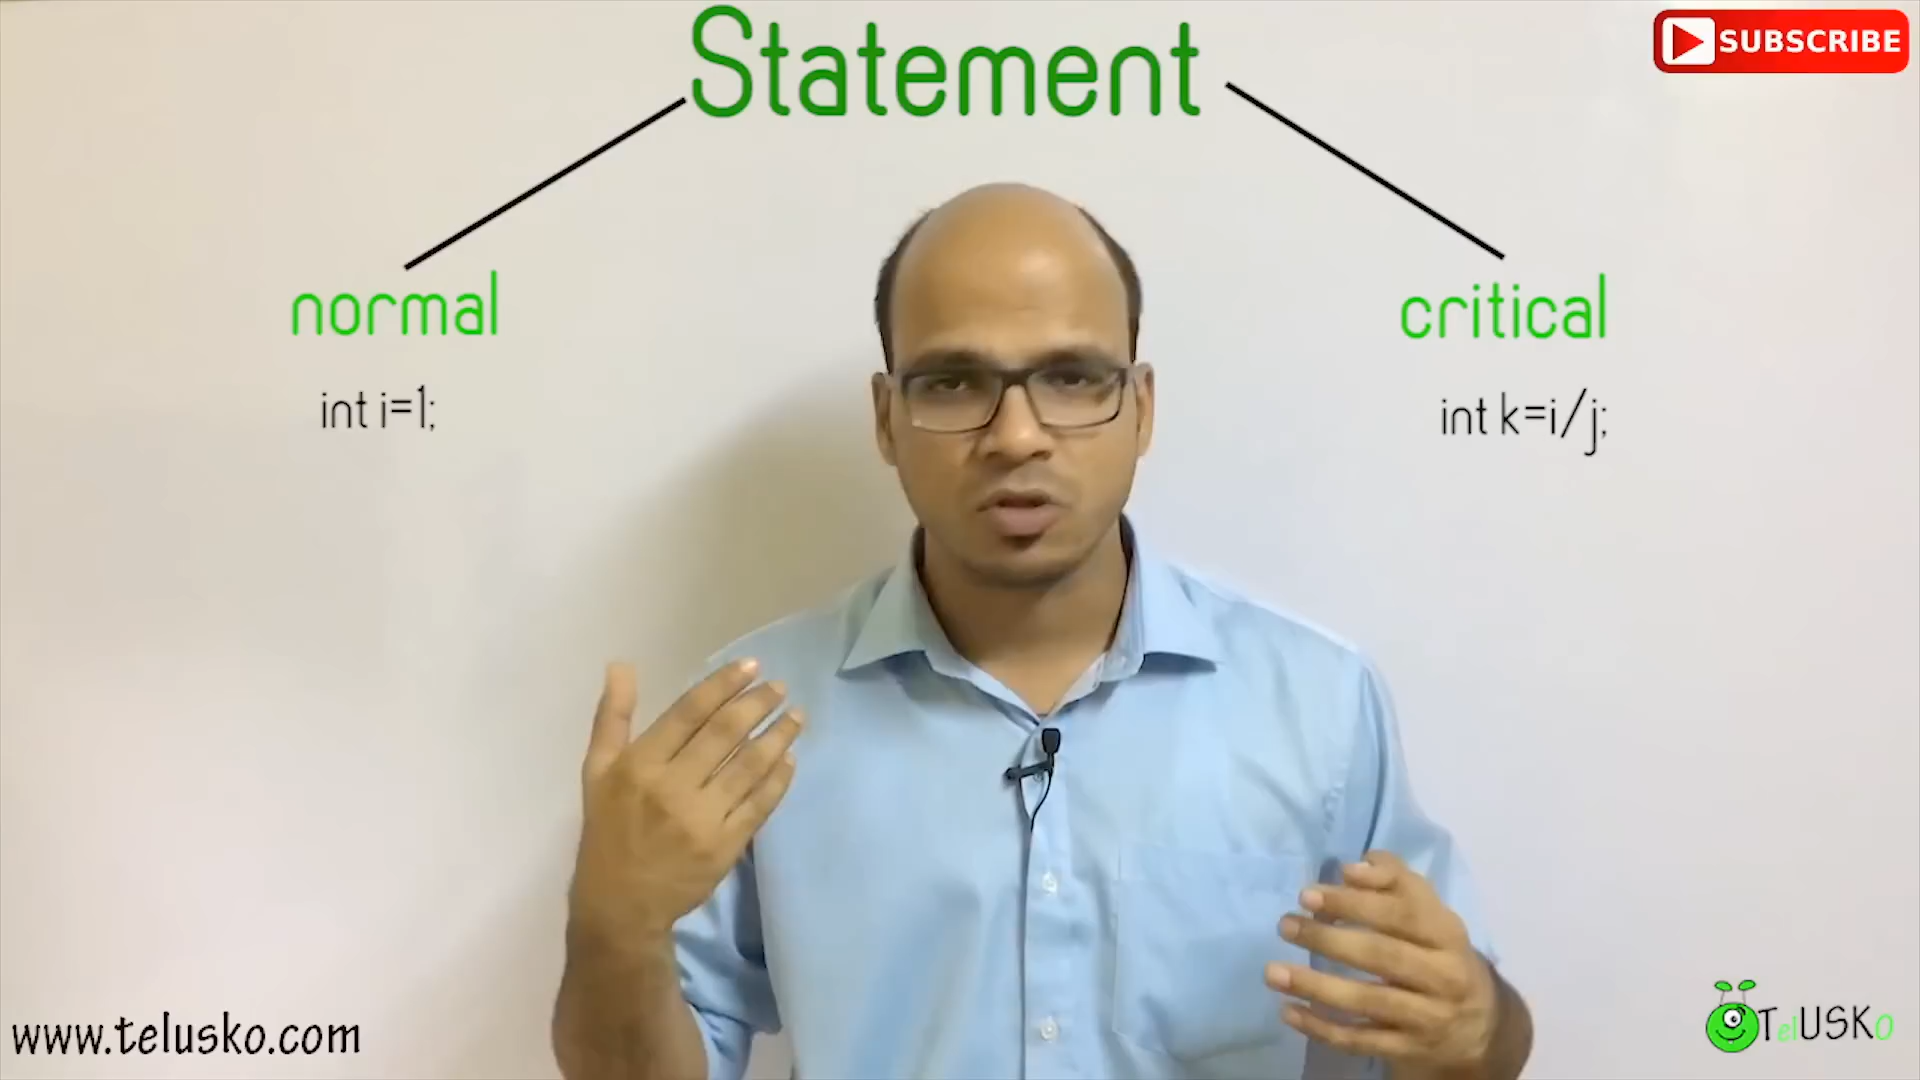 Statement
SUBSCRIBE
normal
critical
int i=1;
int k=i/j;
www.telusko.com
TelUSKo